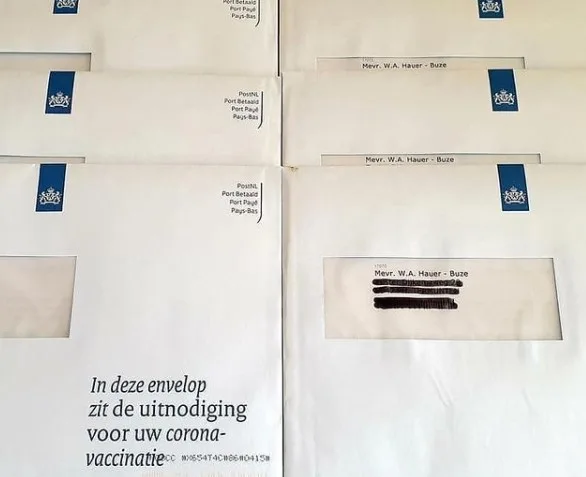 PostNL
Port Betaald
Port Payé
Pays-Bas
Mevr. W.A. Hauer - Buze
PostNL
Port Betaald
Port Payé
Pays-Bas
Mevr. W.A. Hauer - Buze
PostNL
Port Betaald
Port Payé
Pays-Bas
Mevr. W.A. Hauer - Buze
In deze envelop
zit de uitnodiging
voor uw corona-
vaccinatie